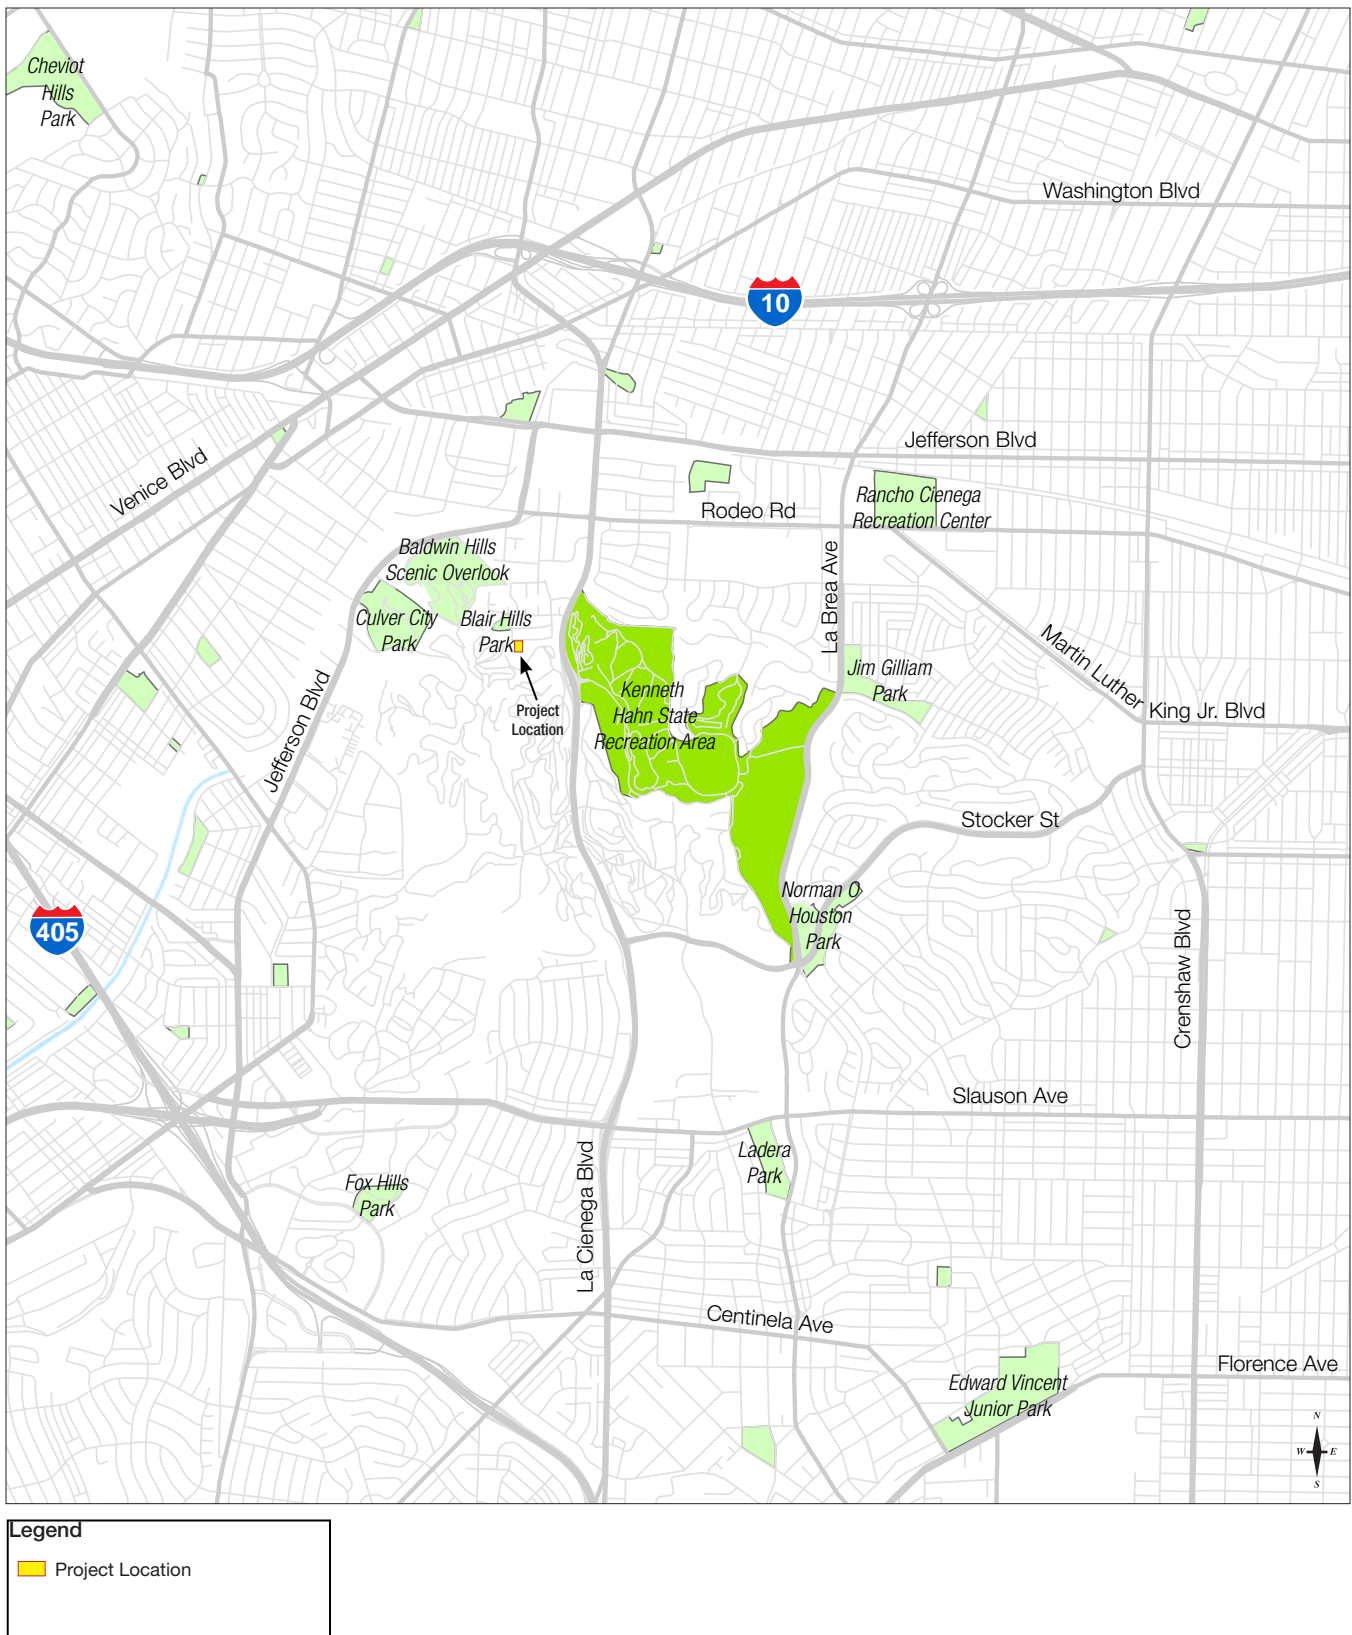 Cheviot
Hills
Park
Washington Blvd
10
Jefferson Blvd
Venice Blvd
Rancho Cienega
Recreation Center
Rodeo Rd
Baldwin Hills
Scenic Overlook
La Brea Ave
Culver City
Park
Blair Hills
Park
Martin Luther
King Jr. Blvd
Jim Gilliam
Park
Kenneth
Hahn State
Recreation Area
Project
Location
Jefferson Blvd
Stocker St
Norman O
Houston
Park
405
Crenshaw Blvd
Slauson Ave
Ladera
Park
La Cienega Blvd
Fox Hills
Park
Centinela Ave
Florence Ave
Edward Vincent
Junior Park
N
W E
S
Legend
Project Location